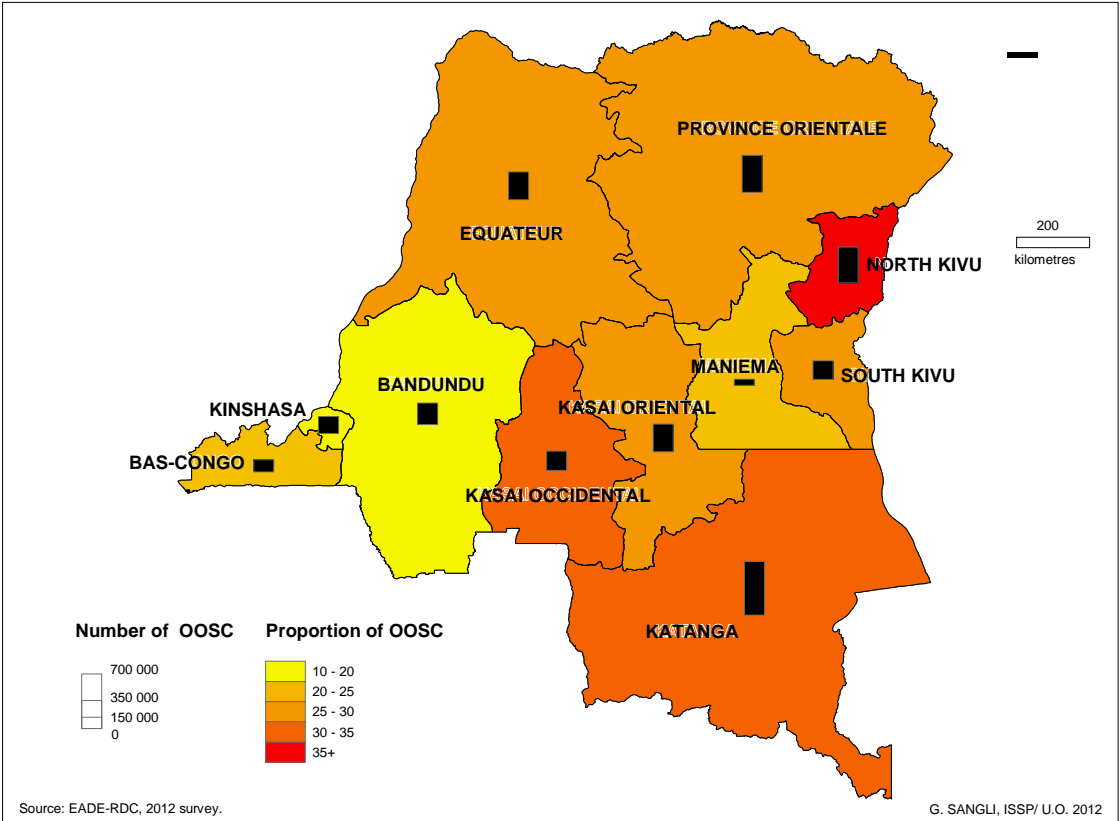 PROVINCE ORIENTALE
200
kilometres
EQUATEUR
NORTH KIVU
MANIEMA
SOUTH KIVU
BANDUNDU
KINSHASA
KASAI ORIENTAL
BAS-CONGO
KASAI OCCIDENTAL
KATANGA
Number of OOSC
700 000
350 000
150 000
0
Proportion of OOSC
10 - 20
20 - 25
25 - 30
30 - 35
35+
Source: EADE-RDC, 2012 survey.
G. SANGLI, ISSP/ U.O. 2012